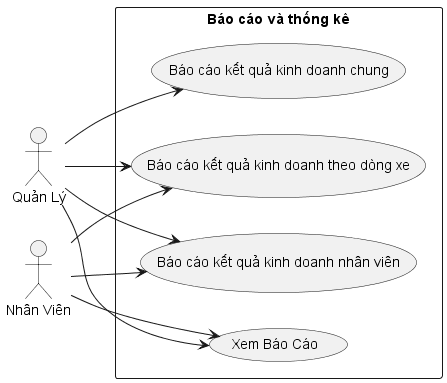 Báo cáo và thống kê
Báo cáo kết quả kinh doanh chung
Báo cáo kết quả kinh doanh theo dòng xe
Quản Lý
Báo cáo kết quả kinh doanh nhân viên
Nhân Viên
Xem Báo Cáo